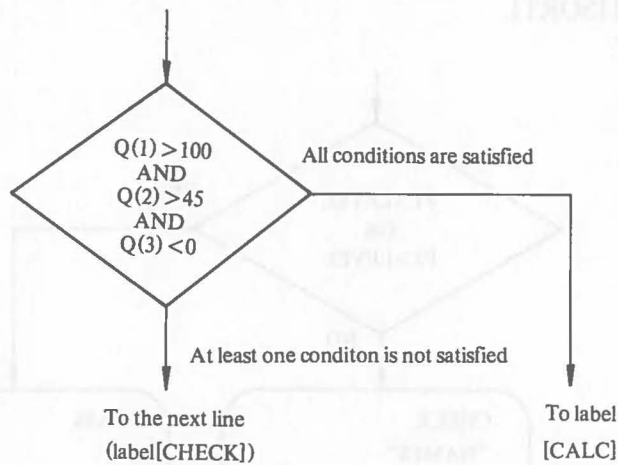 Q(1) >100
AND
Q(2) >45
AND
Q(3) <0
All conditions are satisfied
At least one conditon is not satisfied
To the next line
(label[CHECK])
To label
[CALC]